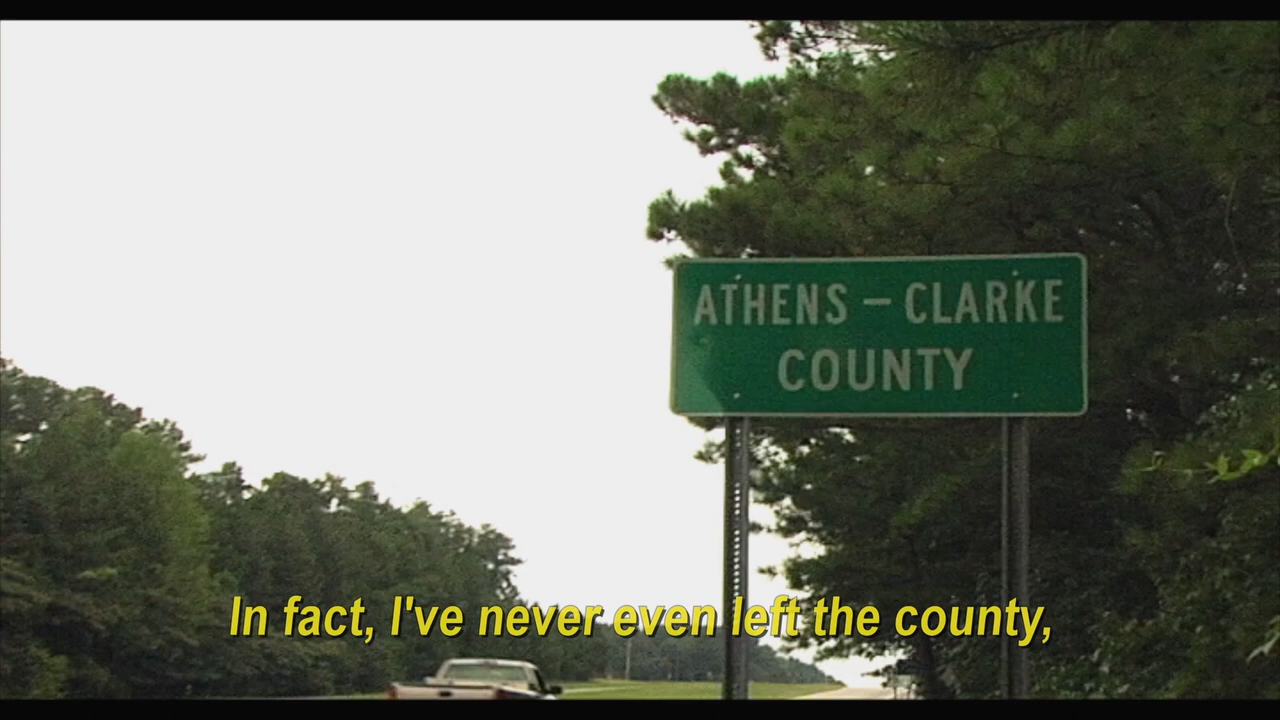 ATHENS – CLARKE
COUNTY
In fact, I've never even left the county,